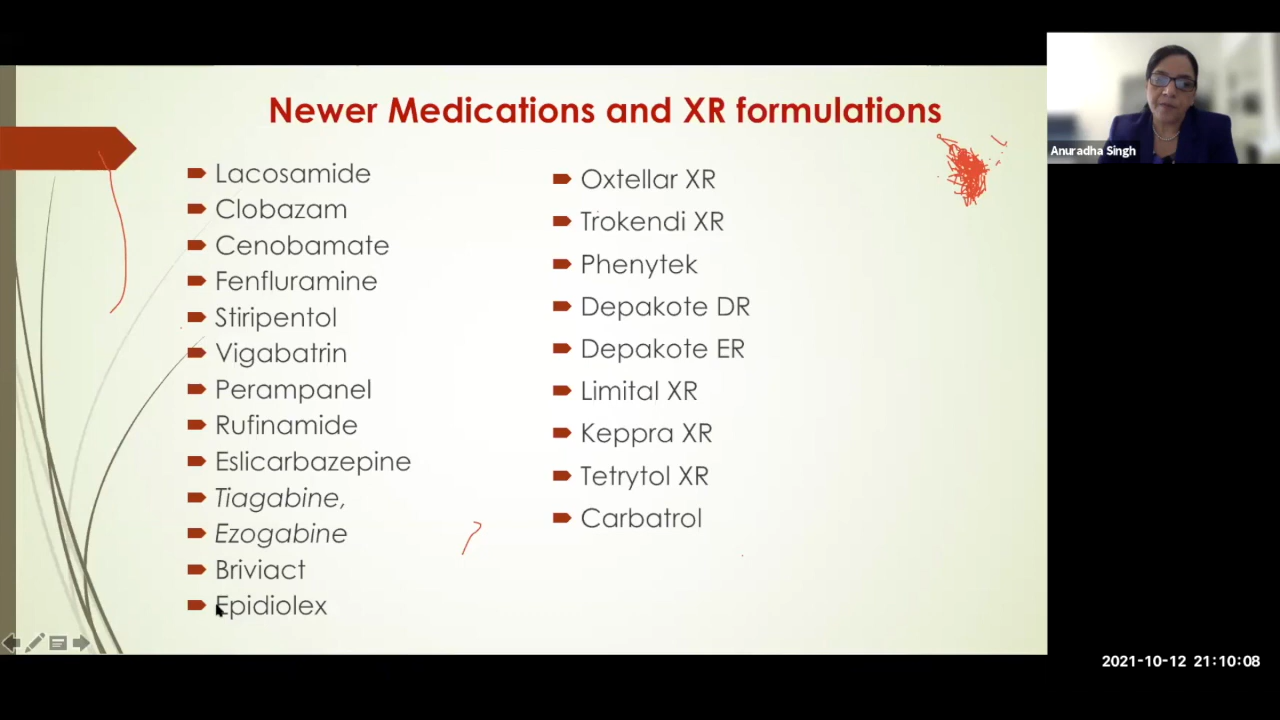 Newer Medications and XR formulations
Lacosamide
Clobazam
Cenobamate
Fenfluramine
Stiripentol
Vigabatrin
Perampanel
Rufinamide
Eslicarbazepine
Tiagabine,
Ezogabine
Briviact
Epidiolex
Oxtellar XR
Trokendi XR
Phenytek
Depakote DR
Depakote ER
Limital XR
Keppra XR
Tetrytol XR
Carbatrol
Anuradha Singh
2021-10-12 21:10:08